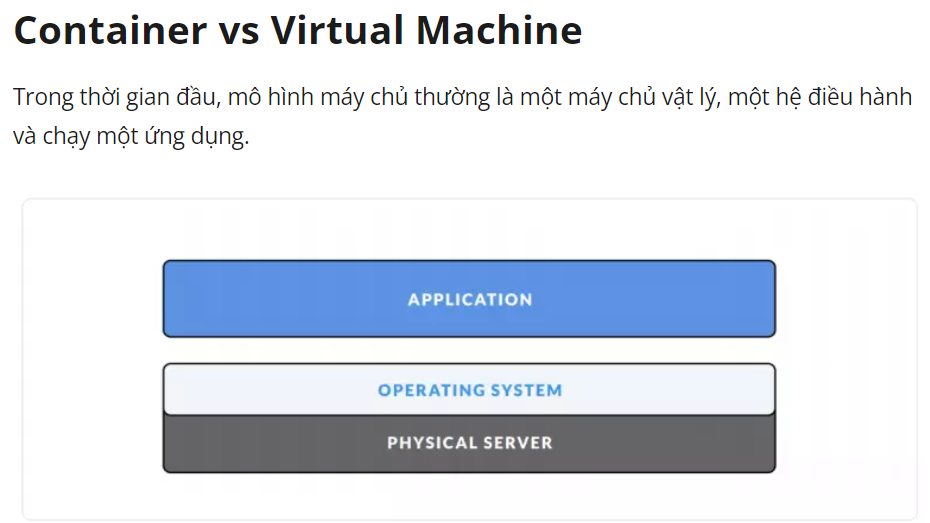 Container vs Virtual Machine
Trong thời gian đầu, mô hình máy chủ thường là một máy chủ vật lý, một hệ điều hành
và chạy một ứng dụng.
APPLICATION
OPERATING SYSTEM
PHYSICAL SERVER